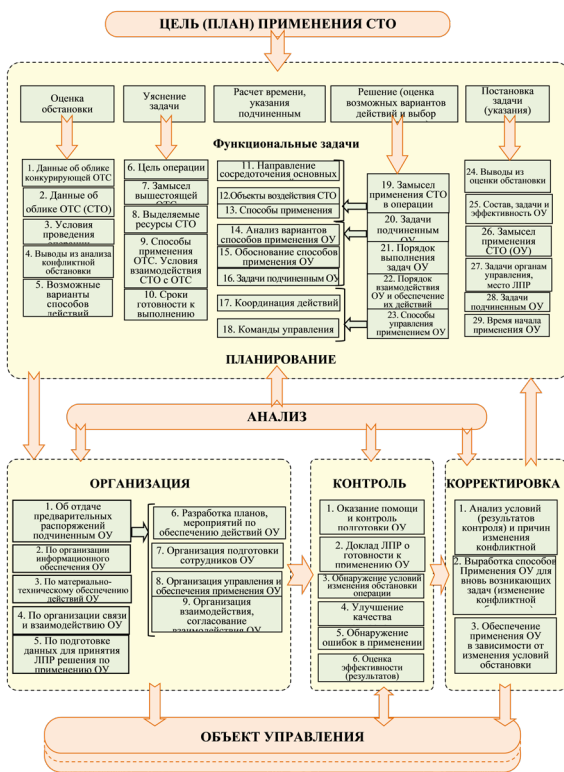 ЦЕЛЬ (ПЛАН) ПРИМЕНЕНИЯ СТО
Оценка
обстановки
Уяснение
задачи
Расчет времени,
указания
подчиненным
Решение (оценка
возможных вариантов
действий и выбор
Постановка
задачи
(указания)
Функциональные задачи
1. Данные об облике
конкурирующей ОТС
2. Данные об
облике ОТС (СТО)
3. Условия
проведения
4. Выводы из анализа
конфликтной
обстановки
5. Возможные
варианты
способов действий
6. Цель операции
7. Замысел
вышестоящей
8. Выделяемые
ресурсы СТО
9. Способы
применения
ОТС. Условия
взаимодействия
СТО с ОТС
10. Сроки
готовности к
выполнению
11. Направление
сосредоточения основных
12.Объекты воздействия СТО
13. Способы применения
14. Анализ вариантов
способов применения ОУ
15. Обоснование способов
применения ОУ
16. Задачи подчиненным ОУ
17. Координация действий
18. Команды управления
19. Замысел
применения СТО
в операции
20. Задачи
подчиненным ОУ
21. Порядок
выполнения
задач ОУ
22. Порядок
взаимодействия
ОУ и обеспечение
их действий
23. Способы
управления
применением ОУ
24. Выводы из
оценки обстановки
25. Состав, задачи и
эффективность ОУ
26. Замысел
применения
СТО (ОУ)
27. Задачи органам
управления,
место ЛПР
28. Задачи
подчиненным ОУ
29. Время начала
применения ОУ
ПЛАНИРОВАНИЕ
АНАЛИЗ
ОРГАНИЗАЦИЯ
1. Об отдаче
предварительных
распоряжений
подчиненным ОУ
2. По организации
информационного
обеспечения ОУ
3. По материально-
техническому обеспечению
действий ОУ
4. По организации связи
и взаимодействию ОУ
5. По подготовке
данных для принятия
ЛПР решения по
применению ОУ
6. Разработка планов,
мероприятий по
обеспечению действий ОУ
7. Организация подготовки
сотрудников ОУ
8. Организация управления и
обеспечения применения ОУ
9. Организация
взаимодействия,
согласование
взаимодействия ОУ
КОНТРОЛЬ
1. Оказание помощи
и контроль
подготовки ОУ
2. Доклад ЛПР о
готовности к
применению ОУ
3. Обнаружение условий
изменения обстановки
операции
4. Улучшение
качества
5. Обнаружение
ошибок в применении
6. Оценка
эффективности
(результатов)
КОРРЕКТИРОВКА
1. Анализ условий
(результатов
контроля) и причин
изменения
конфликтной
2. Выработка способов
Применения ОУ для
вновь возникающих
задач (изменение
конфликтной
3. Обеспечение
применения ОУ
в зависимости от
изменения условий
обстановки
ОБЪЕКТ УПРАВЛЕНИЯ